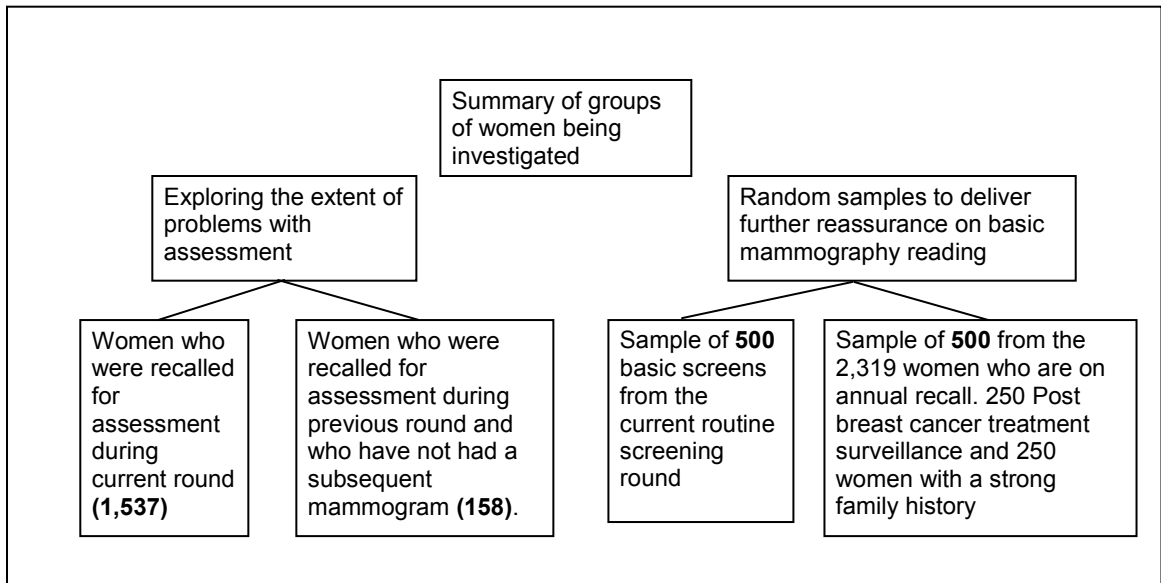 Summary of groups
of women being
investigated
Exploring the extent of
problems with
assessment
Random samples to deliver
further reassurance on basic
mammography reading
Women who
were recalled
for
assessment
during
current round
(1,537)
Women who were
recalled for
assessment during
previous round and
who have not had a
subsequent
mammogram (158).
Sample of 500
basic screens
from the
current routine
screening
round
Sample of 500 from the
2,319 women who are on
annual recall. 250 Post
breast cancer treatment
surveillance and 250
women with a strong
family history